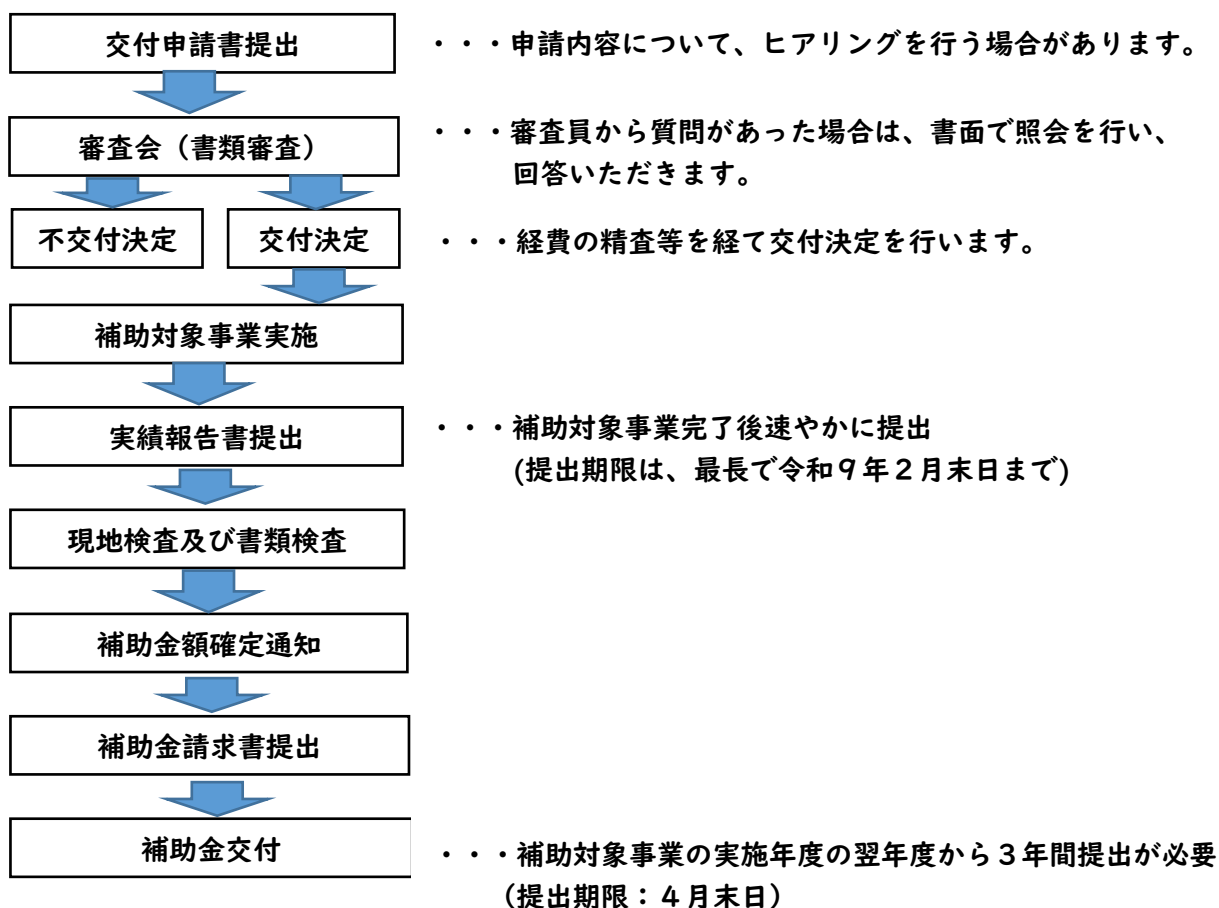 交付申請書提出 ・・・申請内容について、ヒアリングを行う場合があります。
審査会（書類審査） ・・・審査員から質問があった場合は、書面で照会を行い、
回答いただきます。
不交付決定 交付決定 ・・・経費の精査等を経て交付決定を行います。
補助対象事業実施
実績報告書提出 ・・・補助対象事業完了後速やかに提出
(提出期限は、最長で令和９年２月末日まで)
現地検査及び書類検査
補助金額確定通知
補助金請求書提出
補助金交付 ・・・補助対象事業の実施年度の翌年度から３年間提出が必要
（提出期限：４月末日）